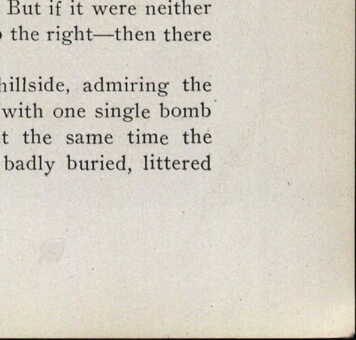 But if it were neither
the right—then there
hillside, admiring the
with one single bomb
t the same time the
badly buried, littered